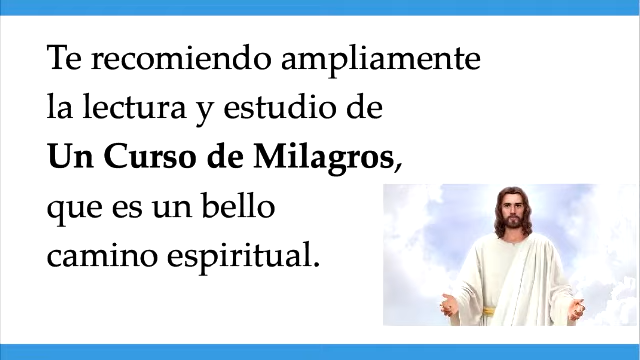 Te recomiendo ampliamente
la lectura y estudio de
Un Curso de Milagros,
que es un bello
camino espiritual.